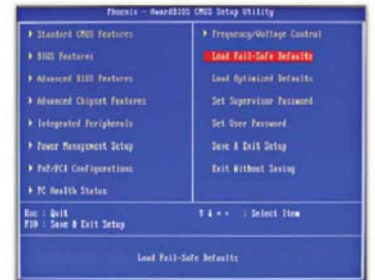 Phoenix - AwardBIOS CMOS Setup Utility
Standard CMOS Features
BIOS Features
Advanced BIOS Features
Advanced Chipset Features
Integrated Peripherals
Power Management Setup
PnP/PCI Configurations
PC Health Status
Frequency/Voltage Control
Load Fail-Safe Defaults
Load Optimized Defaults
Set Supervisor Password
Set User Password
Save & Exit Setup
Exit Without Saving
Esc : Quit
F10 : Save & Exit Setup
↑ ↓ → ← : Select Item
Load Fail-Safe Defaults